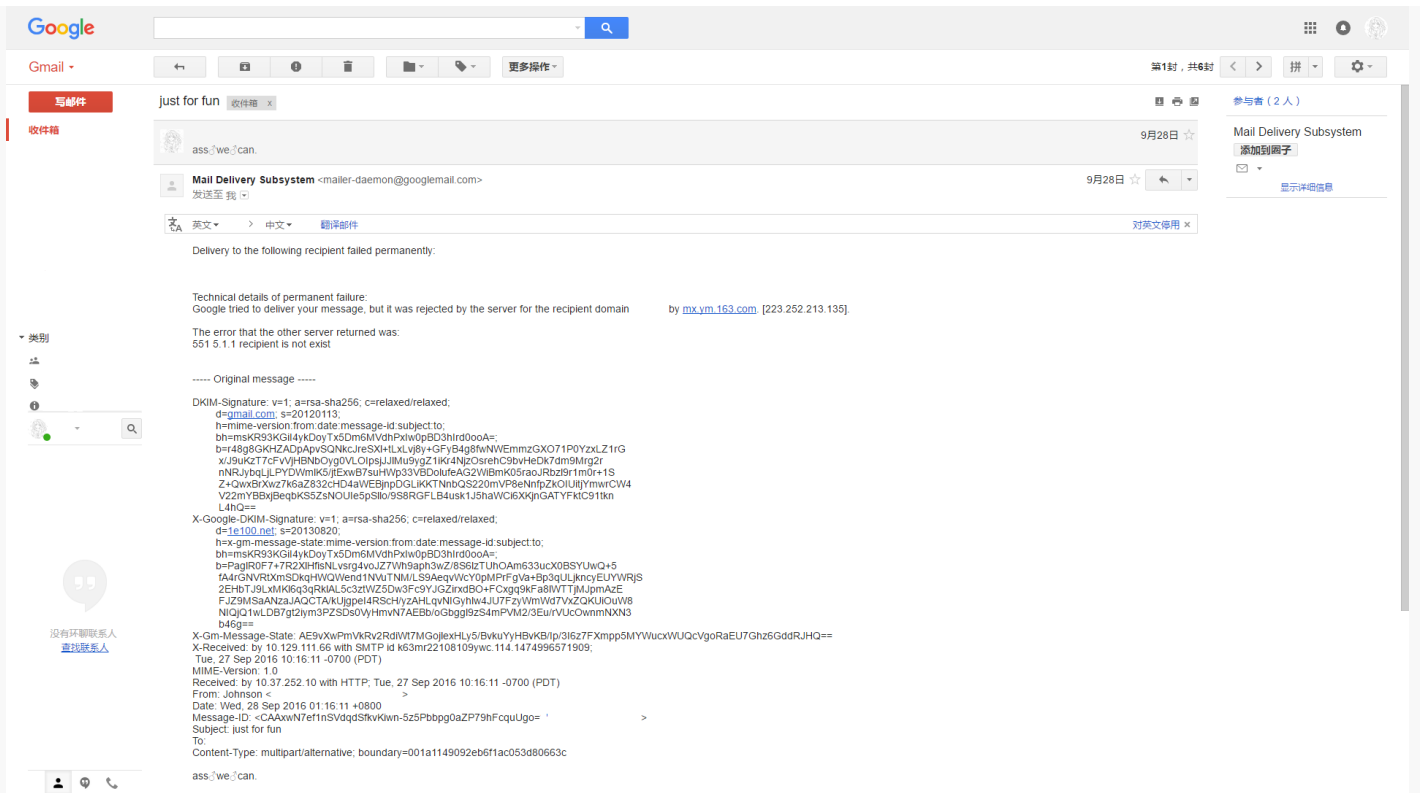 Google
Gmail
更多操作
第1封，共6封
拼
写邮件
收件箱
just for fun 收件箱 x
参与者（2 人）
9月28日
ass♂we♂can.
Mail Delivery Subsystem
添加到圈子
显示详细信息
Mail Delivery Subsystem <mailer-daemon@googlemail.com>
9月28日
发送至 我
英文 > 中文 翻译邮件
对英文停用 ×
Delivery to the following recipient failed permanently:
Technical details of permanent failure:
Google tried to deliver your message, but it was rejected by the server for the recipient domain by mx.ym.163.com. [223.252.213.135].
The error that the other server returned was:
551 5.1.1 recipient is not exist
类别
----- Original message -----
DKIM-Signature: v=1; a=rsa-sha256; c=relaxed/relaxed;
d=gmail.com; s=20120113;
h=mime-version:from:date:message-id:subject:to;
X-Google-DKIM-Signature: v=1; a=rsa-sha256; c=relaxed/relaxed;
d=1e100.net; s=20130820;
h=x-gm-message-state:mime-version:from:date:message-id:subject:to;
没有环聊联系人
查找联系人
X-Gm-Message-State:
X-Received: by 10.129.111.66 with SMTP id k63mr22108109ywc.114.1474996571909;
Tue, 27 Sep 2016 10:16:11 -0700 (PDT)
MIME-Version: 1.0
Received: by 10.37.252.10 with HTTP; Tue, 27 Sep 2016 10:16:11 -0700 (PDT)
From: Johnson < >
Date: Wed, 28 Sep 2016 01:16:11 +0800
Message-ID:
Subject: just for fun
To:
Content-Type: multipart/alternative; boundary=001a1149092eb6f1ac053d80663c
ass♂we♂can.